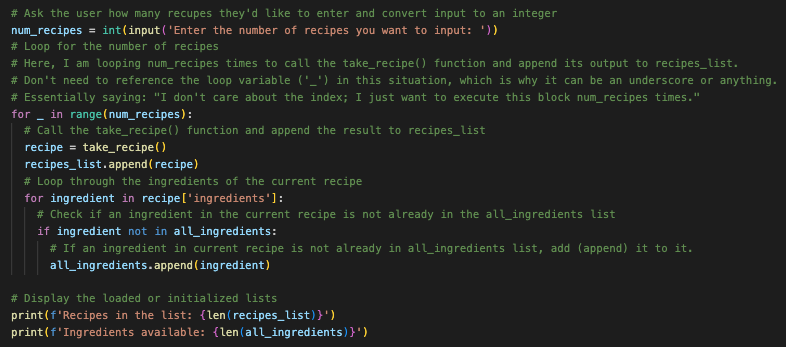 # Ask the user how many recupes they'd like to enter and convert input to an integer
num_recipes = int(input('Enter the number of recipes you want to input: '))
# Loop for the number of recipes
# Here, I am looping num_recipes times to call the take_recipe() function and append its output to recipes_list.
# Don't need to reference the loop variable ('_') in this situation, which is why it can be an underscore or anything.
# Essentially saying: "I don't care about the index; I just want to execute this block num_recipes times."
for _ in range(num_recipes):
  # Call the take_recipe() function and append the result to recipes_list
  recipe = take_recipe()
  recipes_list.append(recipe)
  # Loop through the ingredients of the current recipe
  for ingredient in recipe['ingredients']:
    # Check if an ingredient in the current recipe is not already in the all_ingredients list
    if ingredient not in all_ingredients:
      # If an ingredient in current recipe is not already in all_ingredients list, add (append) it to it.
      all_ingredients.append(ingredient)

# Display the loaded or initialized lists
print(f'Recipes in the list: {len(recipes_list)}')
print(f'Ingredients available: {len(all_ingredients)}')